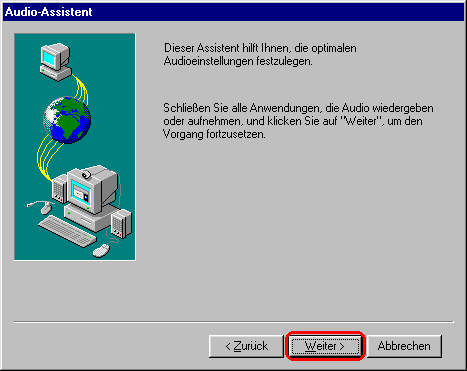 Audio-Assistent
Dieser Assistent hilft Ihnen, die optimalen
Audioeinstellungen festzulegen.
Schließen Sie alle Anwendungen, die Audio wiedergeben
oder aufnehmen, und klicken Sie auf "Weiter", um den
Vorgang fortzusetzen.
< Zurück
Weiter >
Abbrechen